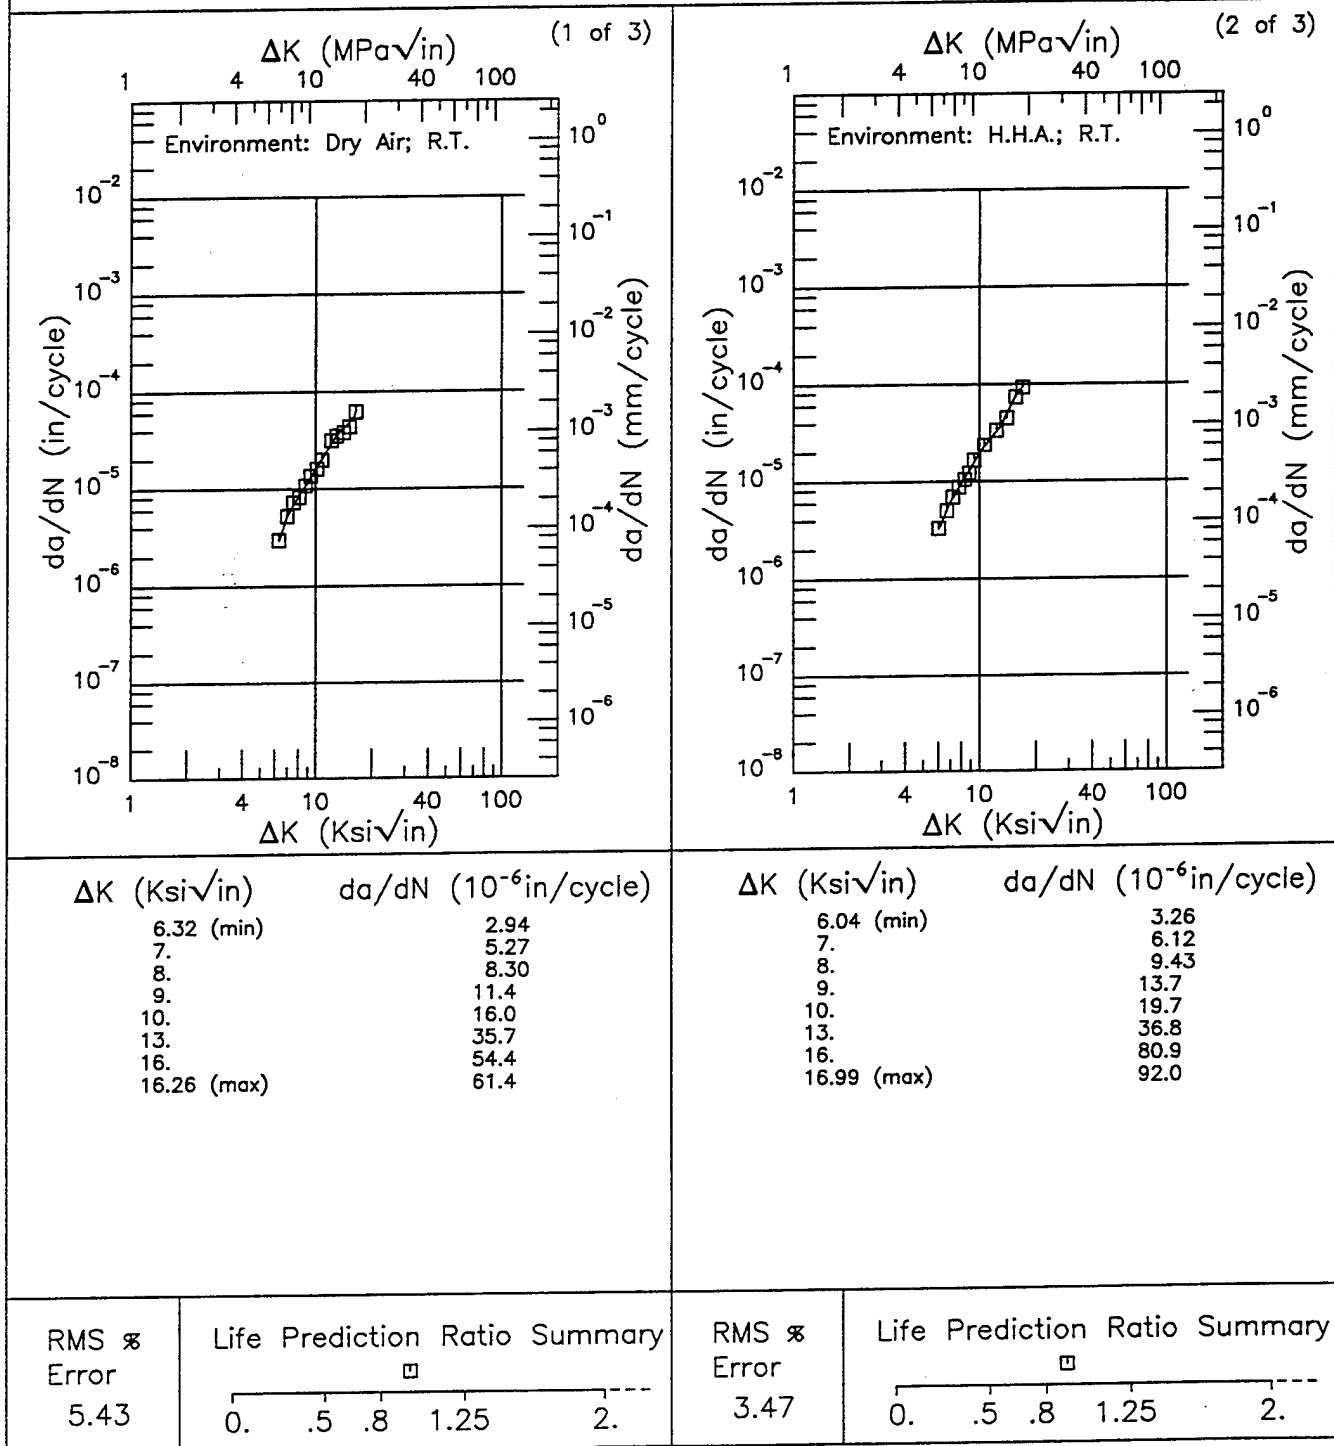 (1 of 3)
ΔK (MPa√in)
1 4 10 40 100
Environment: Dry Air; R.T.
10⁰
10⁻¹
10⁻²
10⁻³
10⁻⁴
10⁻⁵
10⁻⁶
da/dN (mm/cycle)
10⁻²
10⁻³
10⁻⁴
10⁻⁵
10⁻⁶
10⁻⁷
10⁻⁸
da/dN (in/cycle)
1 4 10 40 100
ΔK (Ksi√in)
ΔK (Ksi√in) da/dN (10⁻⁶in/cycle)
6.32 (min) 2.94
7. 5.27
8. 8.30
9. 11.4
10. 16.0
13. 35.7
16. 54.4
16.26 (max) 61.4
RMS % Error
5.43
Life Prediction Ratio Summary
0. .5 .8 1.25 2.
(2 of 3)
ΔK (MPa√in)
1 4 10 40 100
Environment: H.H.A.; R.T.
10⁰
10⁻¹
10⁻²
10⁻³
10⁻⁴
10⁻⁵
10⁻⁶
da/dN (mm/cycle)
10⁻²
10⁻³
10⁻⁴
10⁻⁵
10⁻⁶
10⁻⁷
10⁻⁸
da/dN (in/cycle)
1 4 10 40 100
ΔK (Ksi√in)
ΔK (Ksi√in) da/dN (10⁻⁶in/cycle)
6.04 (min) 3.26
7. 6.12
8. 9.43
9. 13.7
10. 19.7
13. 36.8
16. 80.9
16.99 (max) 92.0
RMS % Error
3.47
Life Prediction Ratio Summary
0. .5 .8 1.25 2.